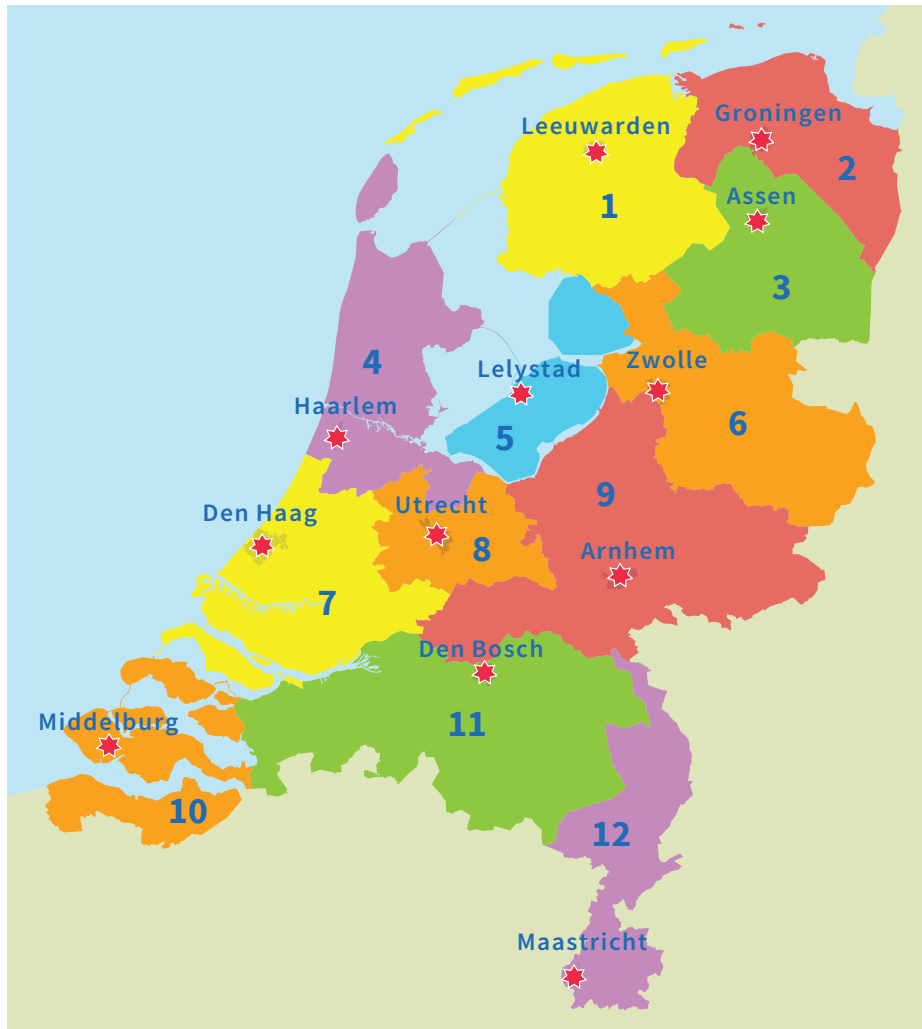 Groningen
Leeuwarden
2
Assen
1
3
4
Zwolle
Lelystad
Haarlem
6
5
9
Utrecht
Den Haag
8
Arnhem
7
Den Bosch
Middelburg
11
10
12
Maastricht